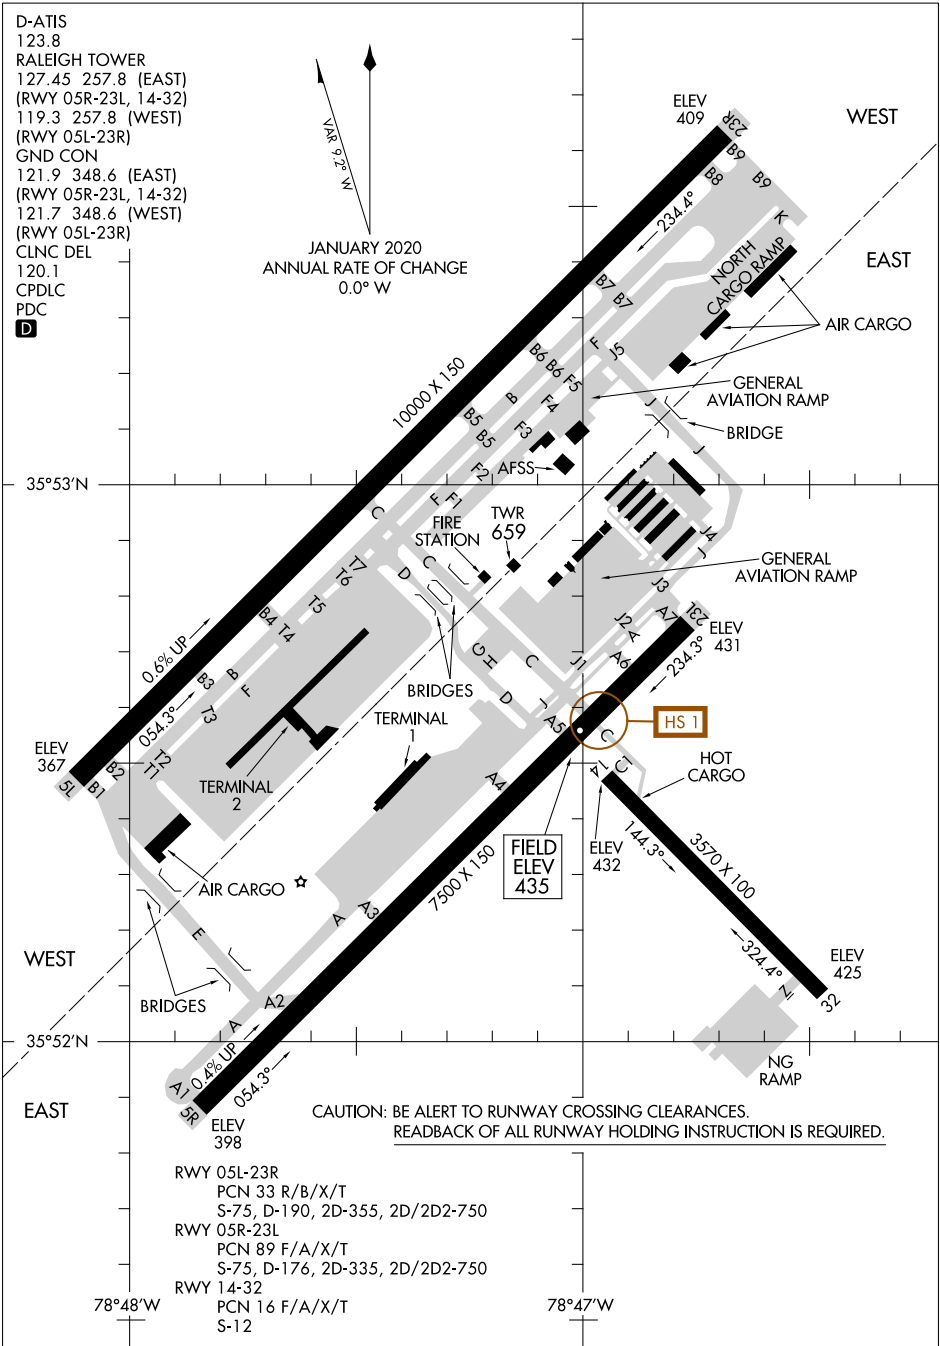 D-ATIS
123.8
RALEIGH TOWER
127.45 257.8 (EAST)
(RWY 05R-23L, 14-32)
119.3 257.8 (WEST)
(RWY 05L-23R)
GND CON
121.9 348.6 (EAST)
(RWY 05R-23L, 14-32)
121.7 348.6 (WEST)
(RWY 05L-23R)
CLNC DEL
120.1
CPDLC
PDC
D
VAR 9.2° W
JANUARY 2020
ANNUAL RATE OF CHANGE
0.0° W
ELEV
409
23R
WEST
B9
B8
B9
K
234.4°
EAST
NORTH
CARGO RAMP
AIR CARGO
B7
B7
F
J5
B6
B6
F5
10000 X 150
B
F4
GENERAL
AVIATION RAMP
J
BRIDGE
B5
B5
F3
J
F2
AFSS
35°53'N
F
F1
C
FIRE
STATION
TWR
659
J4
J
T7
T6
D
C
GENERAL
AVIATION RAMP
J3
T5
B4
T4
J2
A
A7
23L
ELEV
431
0.6% UP
G
H
C
J1
A6
234.3°
B3
B
F
BRIDGES
D
J
A5
HS 1
054.3°
T3
TERMINAL
1
C
ELEV
367
T2
T1
B2
5L
B1
TERMINAL
2
A4
14
C1
HOT
CARGO
FIELD
ELEV
435
ELEV
432
144.3°
3570 X 100
7500 X 150
AIR CARGO
A
A3
E
WEST
324.4°
ELEV
425
N
32
BRIDGES
A2
A
35°52'N
0.4% UP
NG
RAMP
A1
5R
054.3°
EAST
ELEV
398
CAUTION: BE ALERT TO RUNWAY CROSSING CLEARANCES.
READBACK OF ALL RUNWAY HOLDING INSTRUCTION IS REQUIRED.
RWY 05L-23R
PCN 33 R/B/X/T
S-75, D-190, 2D-355, 2D/2D2-750
RWY 05R-23L
PCN 89 F/A/X/T
S-75, D-176, 2D-335, 2D/2D2-750
RWY 14-32
PCN 16 F/A/X/T
S-12
78°48'W
78°47'W